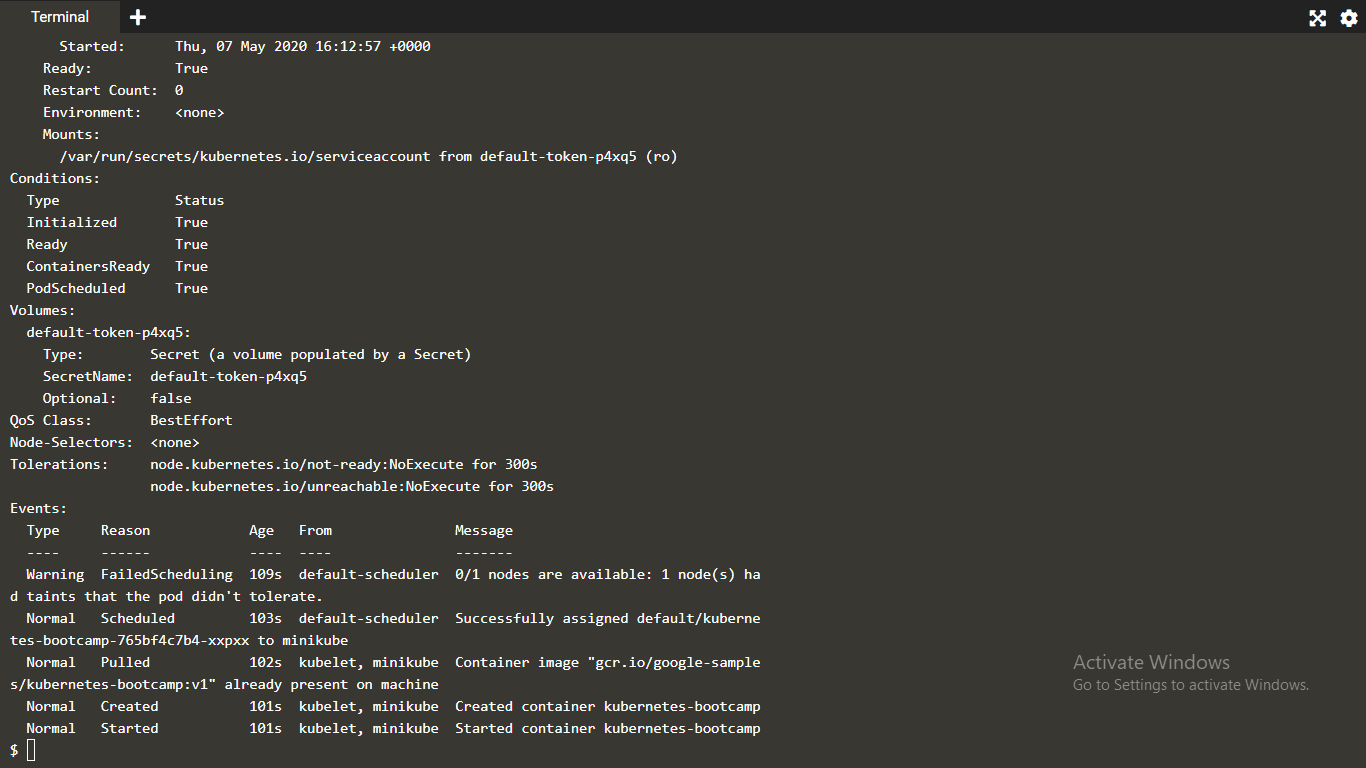 Terminal
Started: Thu, 07 May 2020 16:12:57 +0000
Ready: True
Restart Count: 0
Environment: <none>
Mounts:
/var/run/secrets/kubernetes.io/serviceaccount from default-token-p4xq5 (ro)
Conditions:
Type Status
Initialized True
Ready True
ContainersReady True
PodScheduled True
Volumes:
default-token-p4xq5:
Type: Secret (a volume populated by a Secret)
SecretName: default-token-p4xq5
Optional: false
QoS Class: BestEffort
Node-Selectors: <none>
Tolerations: node.kubernetes.io/not-ready:NoExecute for 300s
node.kubernetes.io/unreachable:NoExecute for 300s
Events:
Type Reason Age From Message
---- ------ ---- ---- -------
Warning FailedScheduling 109s default-scheduler 0/1 nodes are available: 1 node(s) ha
d taints that the pod didn't tolerate.
Normal Scheduled 103s default-scheduler Successfully assigned default/kuberne
tes-bootcamp-765bf4c7b4-xxpxx to minikube
Normal Pulled 102s kubelet, minikube Container image "gcr.io/google-sample
s/kubernetes-bootcamp:v1" already present on machine
Normal Created 101s kubelet, minikube Created container kubernetes-bootcamp
Normal Started 101s kubelet, minikube Started container kubernetes-bootcamp
$
Activate Windows
Go to Settings to activate Windows.